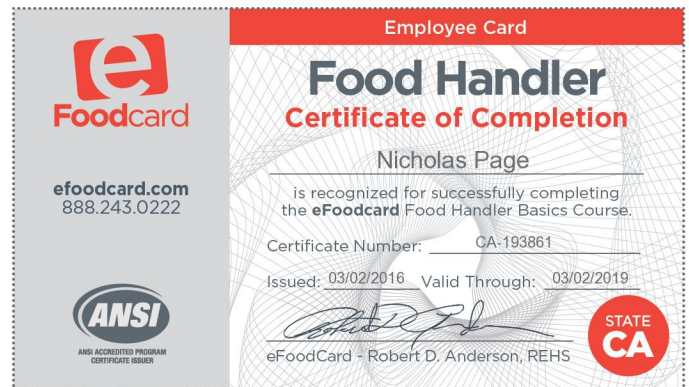 Employee Card
e
Foodcard
efoodcard.com
888.243.0222
ANSI
ANSI ACCREDITED PROGRAM
CERTIFICATE ISSUER
Food Handler
Certificate of Completion
Nicholas Page
is recognized for successfully completing
the eFoodcard Food Handler Basics Course.
Certificate Number: CA-193861
Issued: 03/02/2016 Valid Through: 03/02/2019
eFoodCard - Robert D. Anderson, REHS
STATE
CA